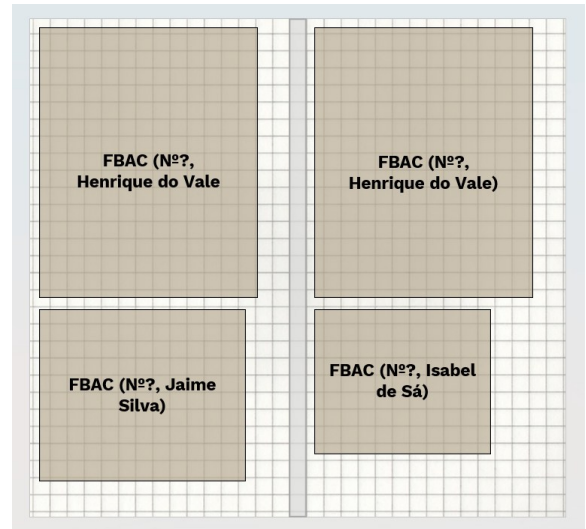 FBAC (Nº?,
Henrique do Vale
FBAC (Nº?,
Henrique do Vale)
FBAC (Nº?, Jaime
Silva)
FBAC (Nº?, Isabel
de Sá)